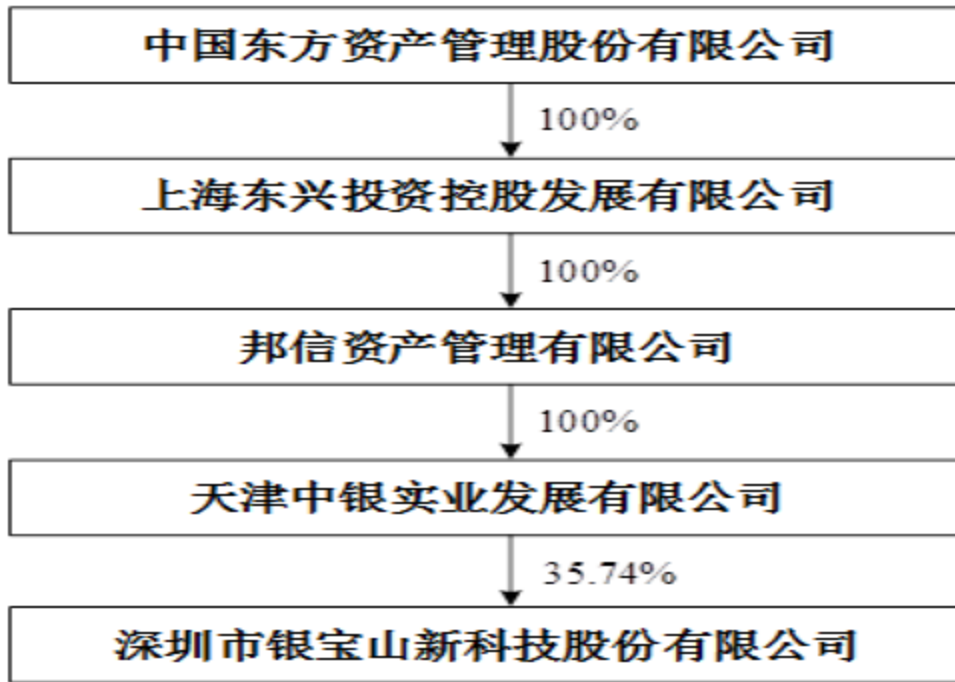 中国东方资产管理股份有限公司
100%
上海东兴投资控股发展有限公司
100%
邦信资产管理有限公司
100%
天津中银实业发展有限公司
35.74%
深圳市银宝山新科技股份有限公司